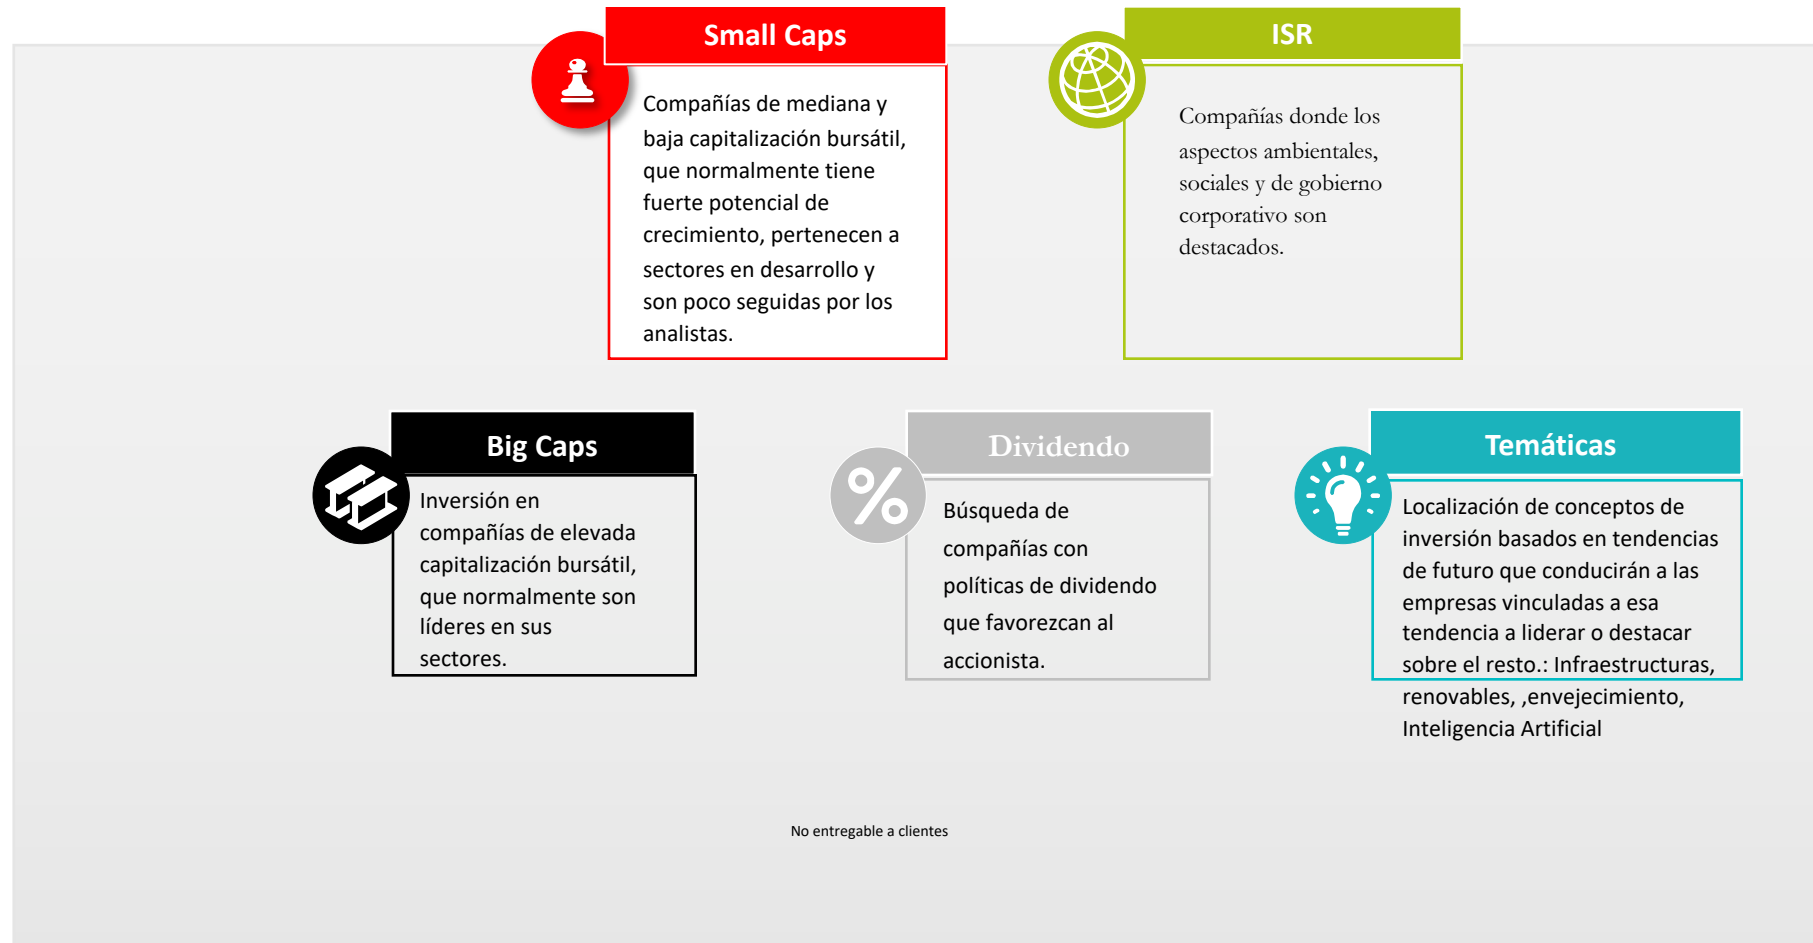 Small Caps
Compañías de mediana y
baja capitalización bursátil,
que normalmente tiene
fuerte potencial de
crecimiento, pertenecen a
sectores en desarrollo y
son poco seguidas por los
analistas.
ISR
Compañías donde los
aspectos ambientales,
sociales y de gobierno
corporativo son
destacados.
Big Caps
Inversión en
compañías de elevada
capitalización bursátil,
que normalmente son
líderes en sus
sectores.
%
Dividendo
Búsqueda de
compañías con
políticas de dividendo
que favorezcan al
accionista.
Temáticas
Localización de conceptos de
inversión basados en tendencias
de futuro que conducirán a las
empresas vinculadas a esa
tendencia a liderar o destacar
sobre el resto.: Infraestructuras,
renovables, ,envejecimiento,
Inteligencia Artificial
No entregable a clientes